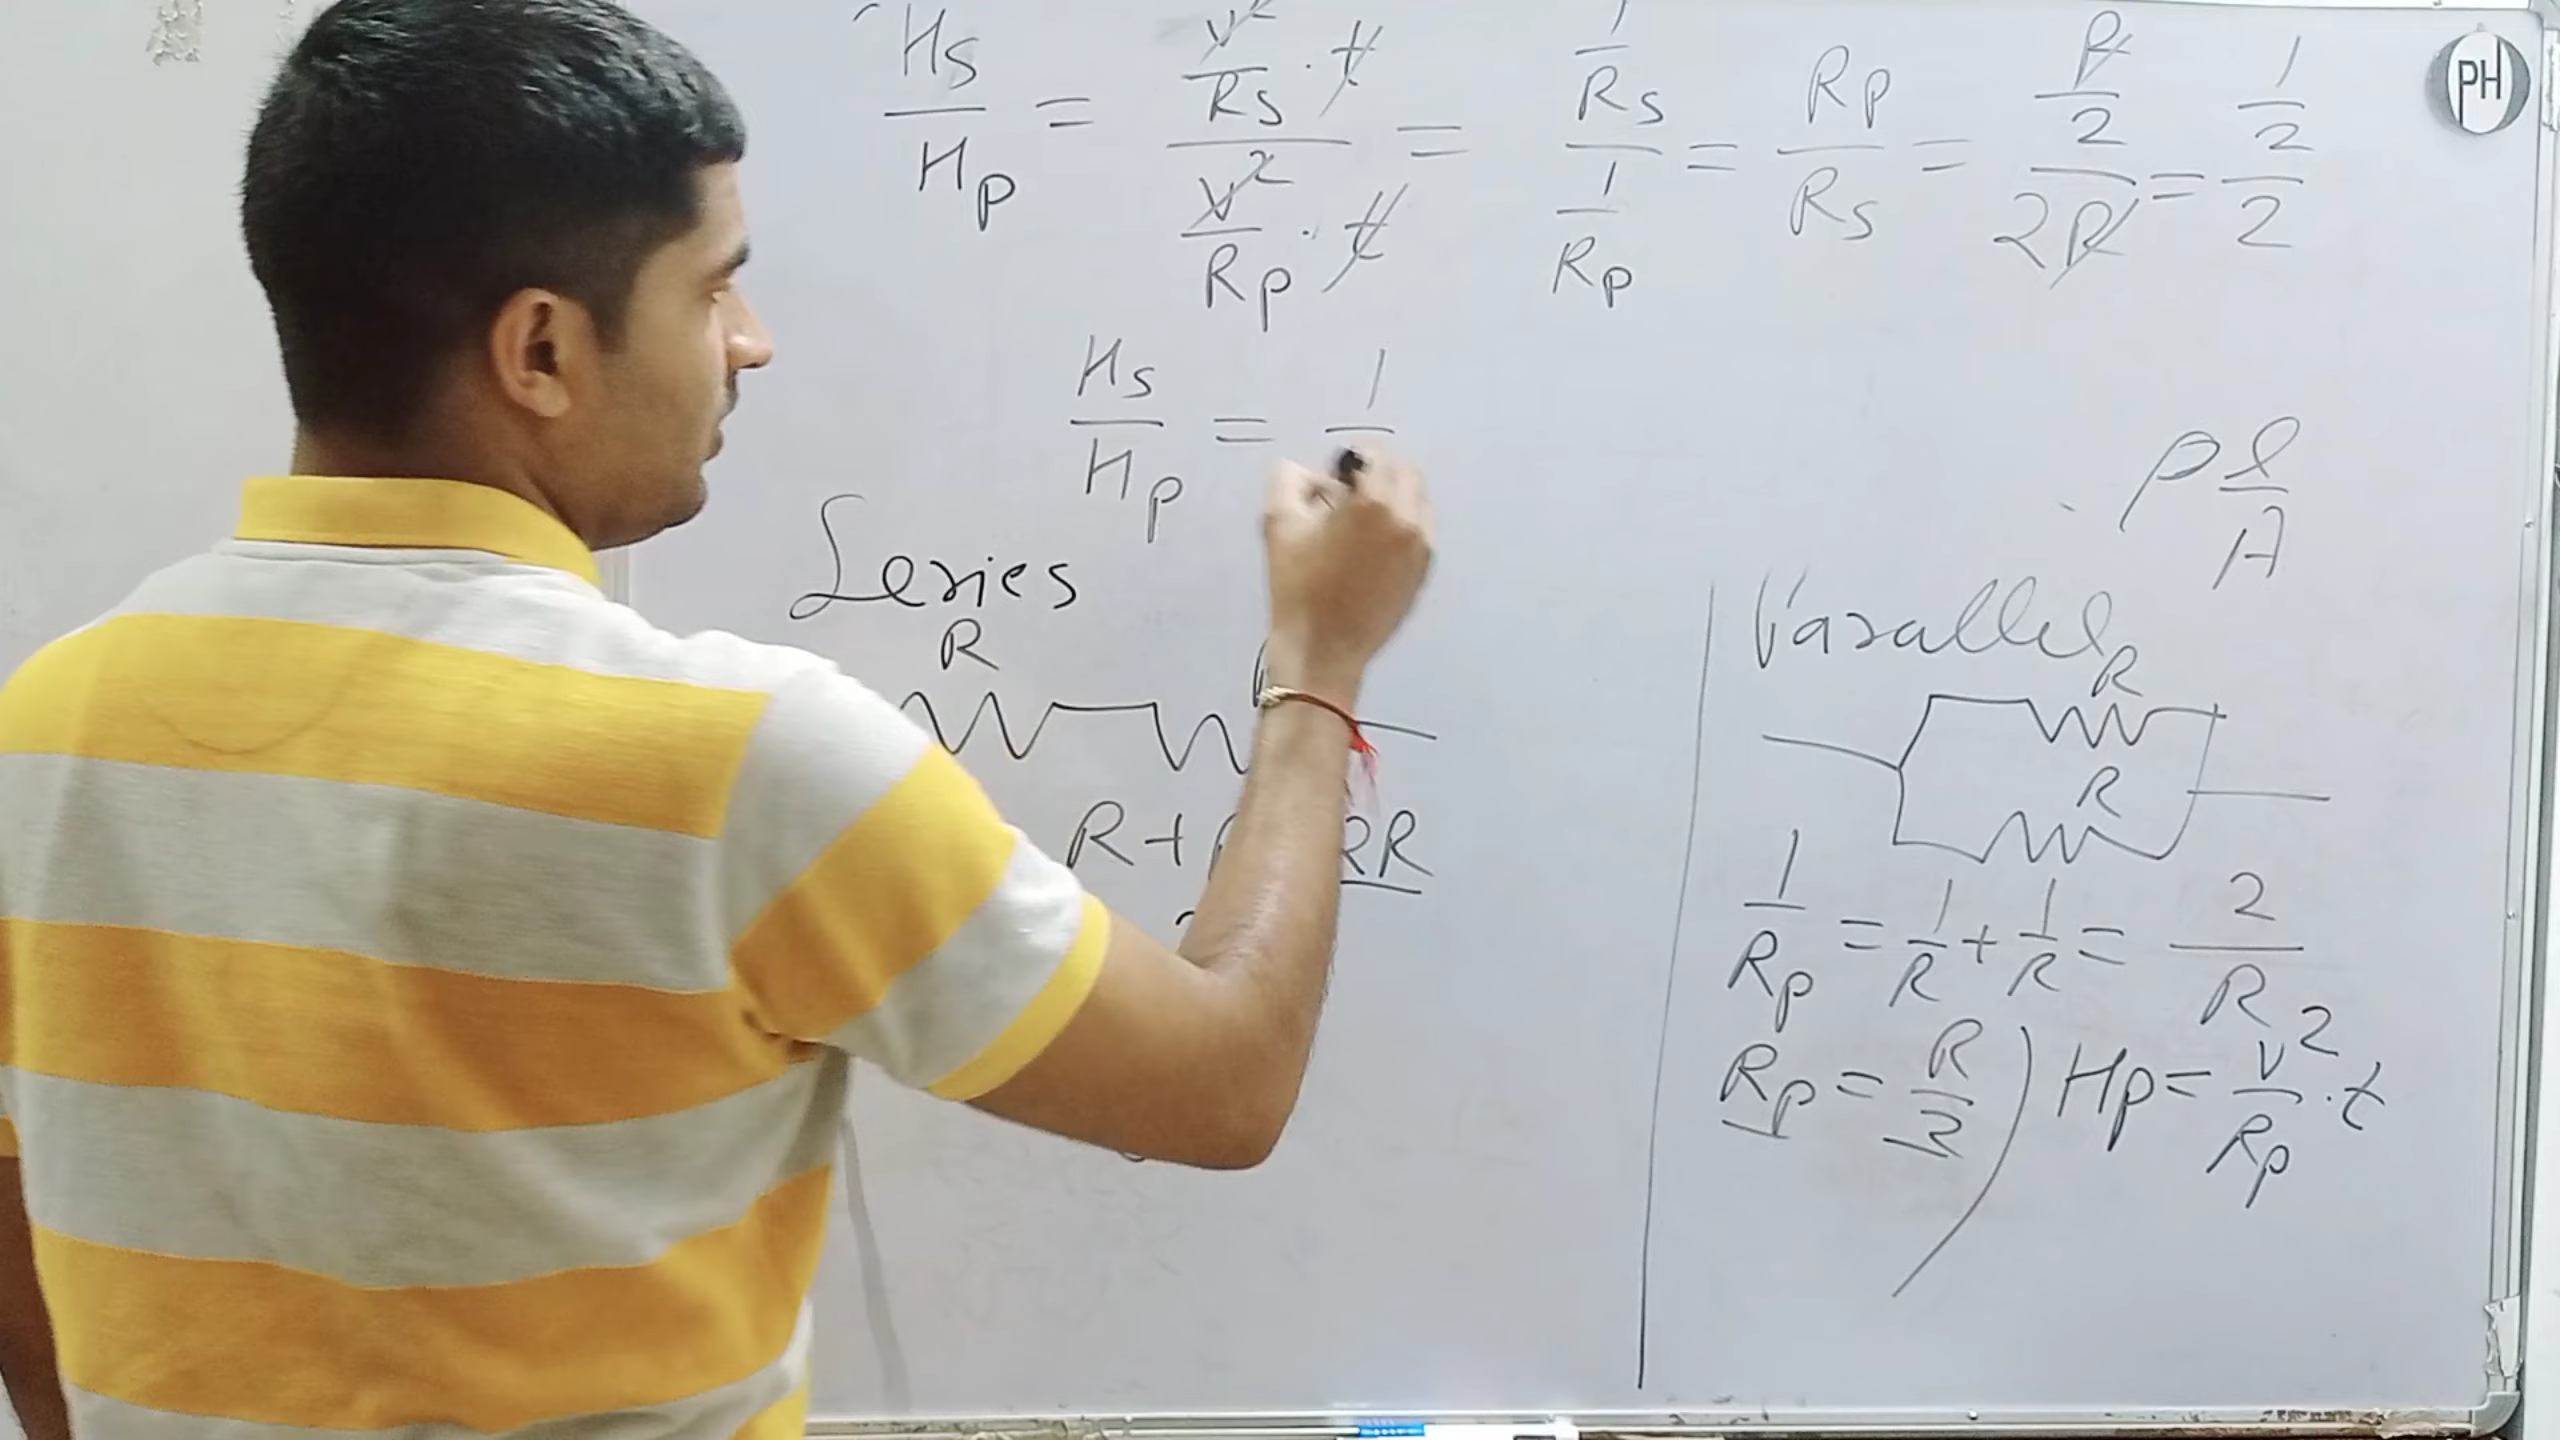 Hs/Hp = (v²/Rs · t)/(v²/Rp · t) = (1/Rs)/(1/Rp) = Rp/Rs = (R/2)/(2R) = (1/2)/2
PH
Hs/Hp = 1/
ρ l/A
Series
R
R +
2R
Parallel
R
R
1/Rp = 1/R + 1/R = 2/R
Rp = R/2 ) Hp = v²/Rp · t